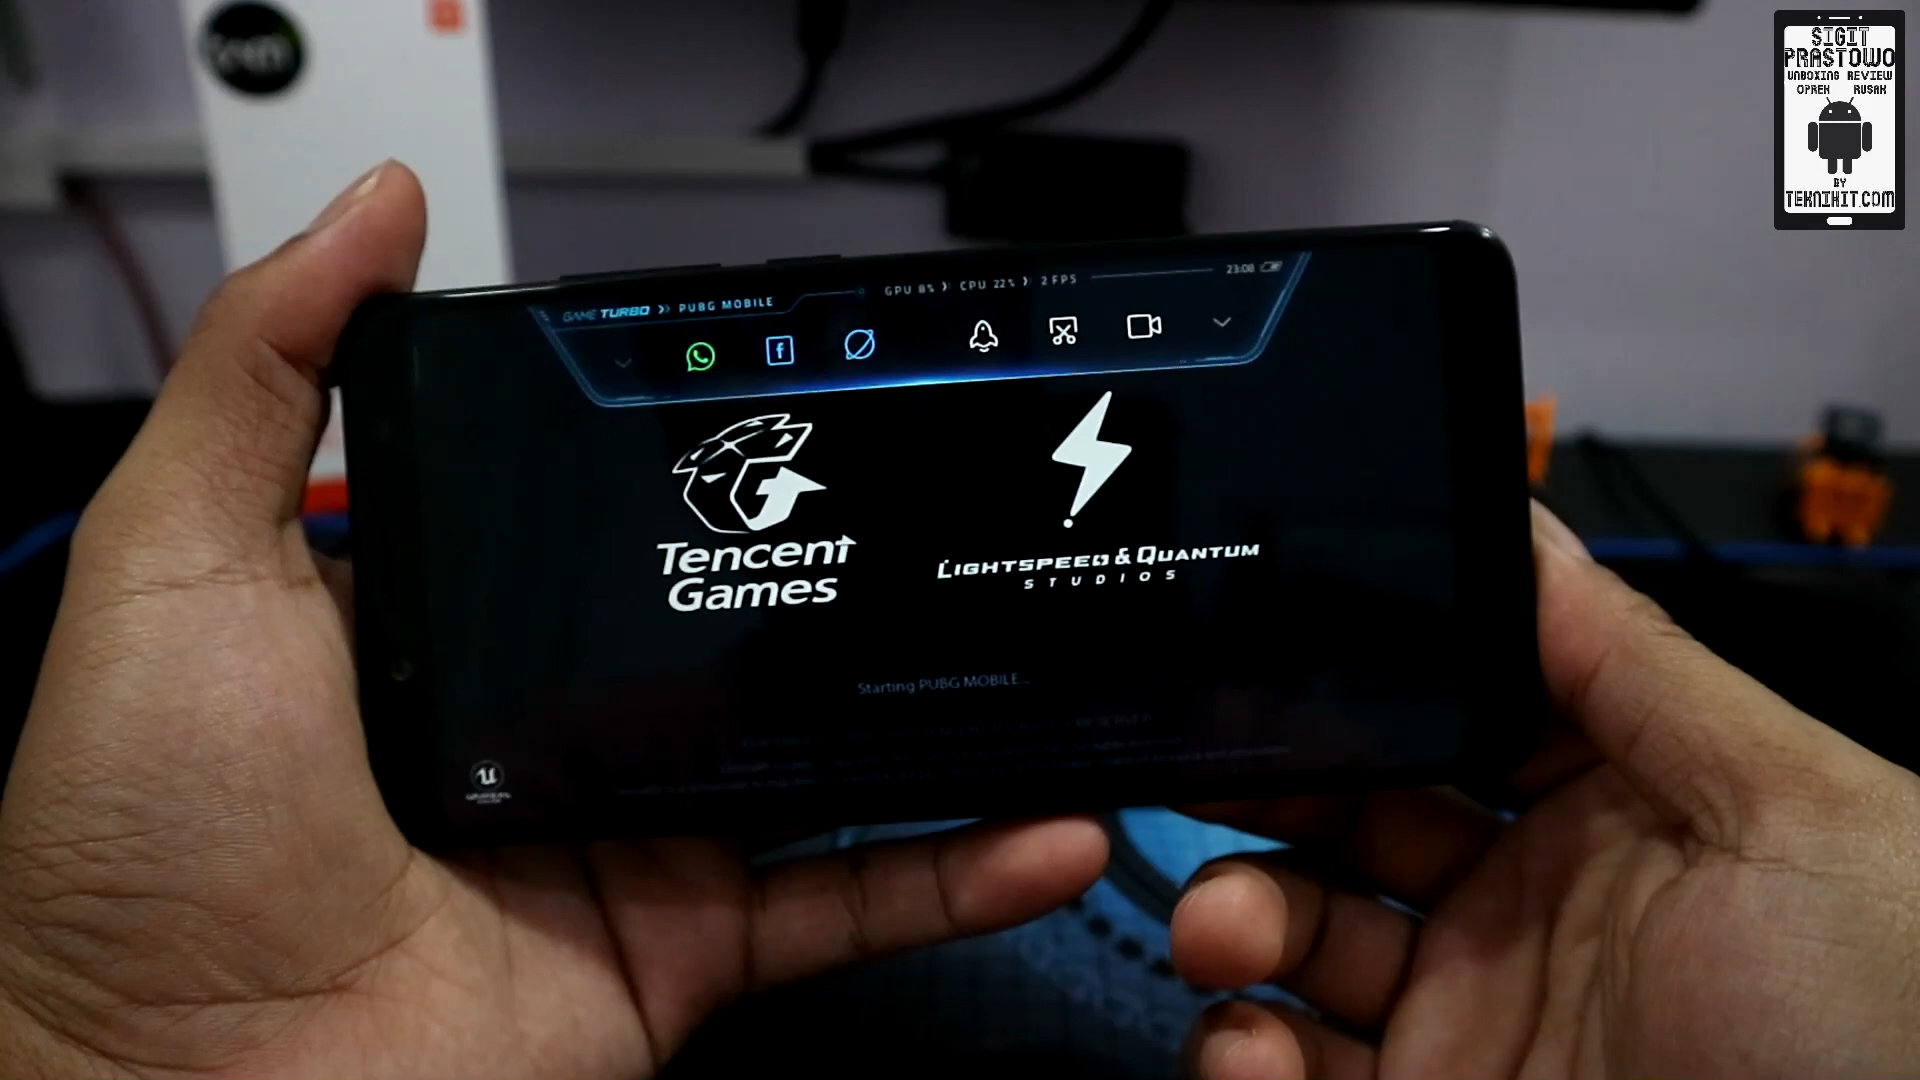 GAME TURBO
PUBG MOBILE
GPU 8%
CPU 22%
2 FPS
23:08
Tencent
Games
LIGHTSPEED & QUANTUM
STUDIOS
Starting PUBG MOBILE...
SIGIT
PRASTOWO
UNBOXING REVIEW
OPREK RUSAK
BY
TEKNIKIT.COM